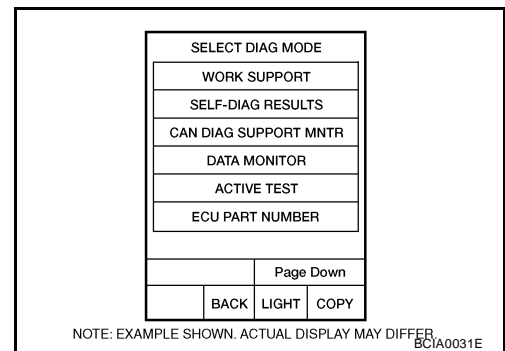 SELECT DIAG MODE
WORK SUPPORT
SELF-DIAG RESULTS
CAN DIAG SUPPORT MNTR
DATA MONITOR
ACTIVE TEST
ECU PART NUMBER
Page Down
BACK LIGHT COPY
NOTE: EXAMPLE SHOWN. ACTUAL DISPLAY MAY DIFFER.
BCIA0031E